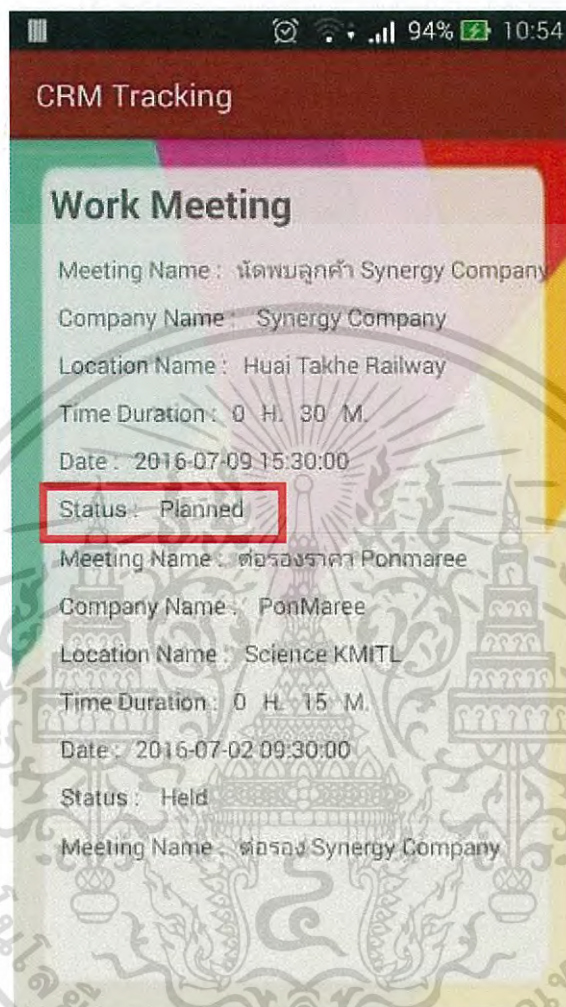 94% 10:54
CRM Tracking
Work Meeting
Meeting Name : นัดพบลูกค้า Synergy Company
Company Name : Synergy Company
Location Name : Huai Takhe Railway
Time Duration : 0 H. 30 M.
Date : 2016-07-09 15:30:00
Status : Planned
Meeting Name : ต่อรองราคา Ponmaree
Company Name : PonMaree
Location Name : Science KMITL
Time Duration : 0 H. 15 M.
Date : 2016-07-02 09:30:00
Status : Held
Meeting Name : ต่อรอง Synergy Company